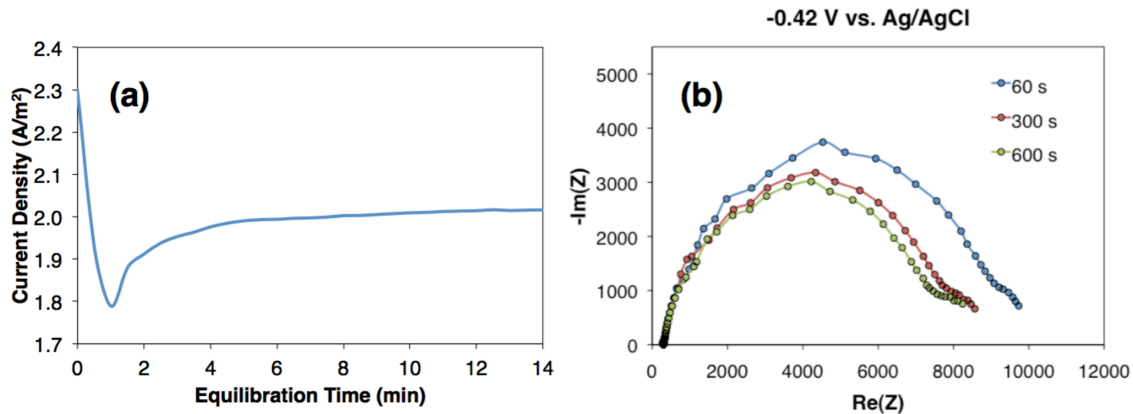 -0.42 V vs. Ag/AgCl
(a)
Current Density (A/m²)
2.4
2.3
2.2
2.1
2.0
1.9
1.8
1.7
0 2 4 6 8 10 12 14
Equilibration Time (min)
(b)
-Im(Z)
5000
4000
3000
2000
1000
0
0 2000 4000 6000 8000 10000 12000
Re(Z)
60 s
300 s
600 s